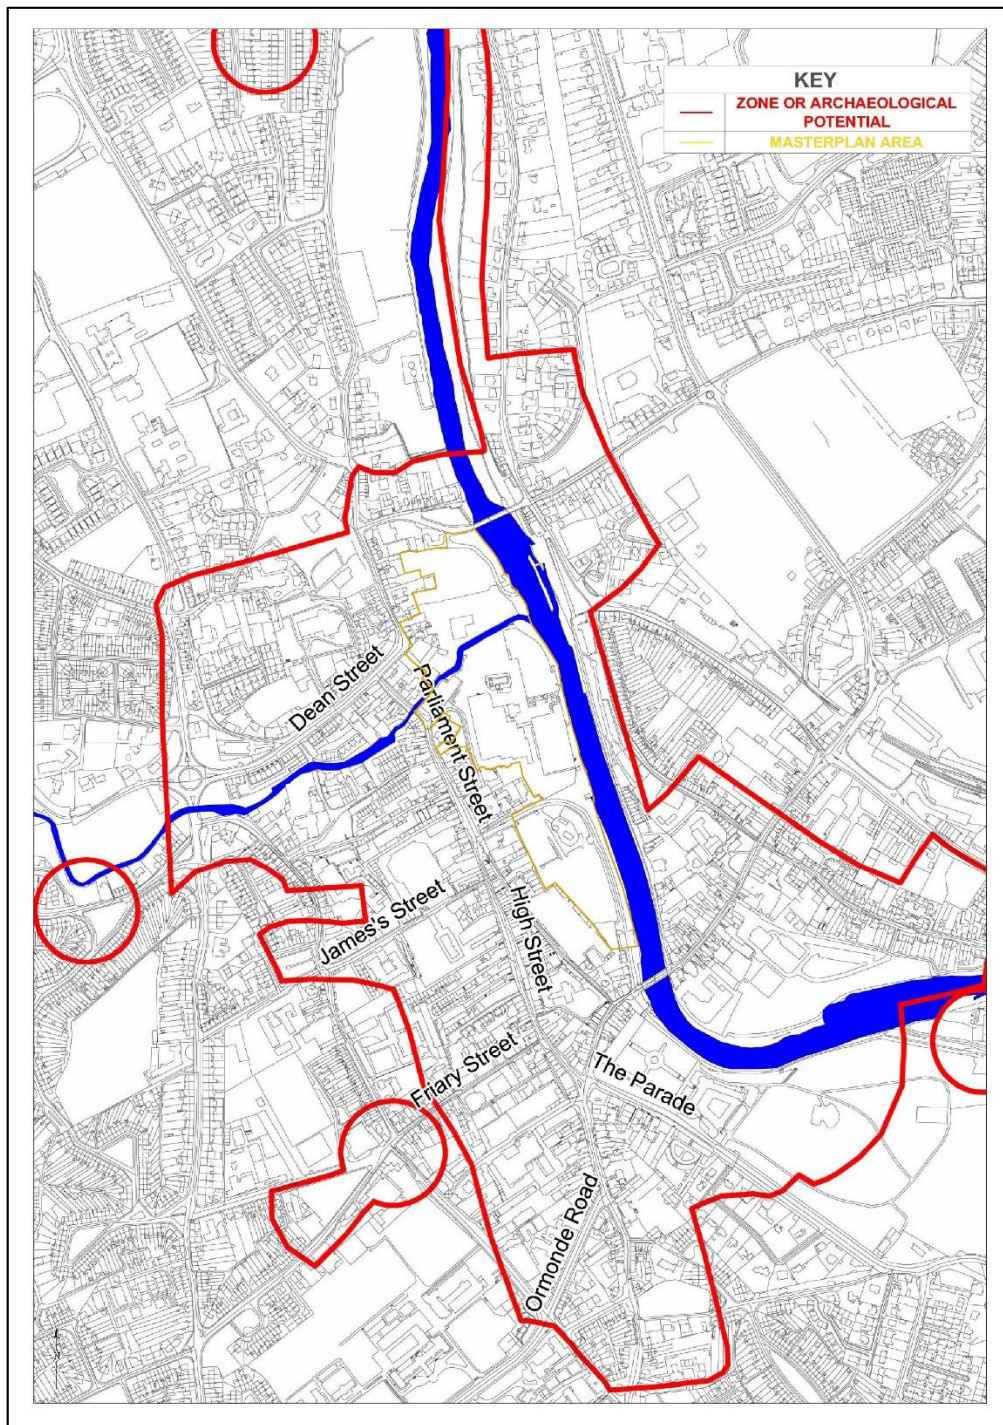 KEY
ZONE OR ARCHAEOLOGICAL
POTENTIAL
MASTERPLAN AREA
Dean Street
Parliament Street
James's Street
High Street
Friary Street
The Parade
Ormonde Road